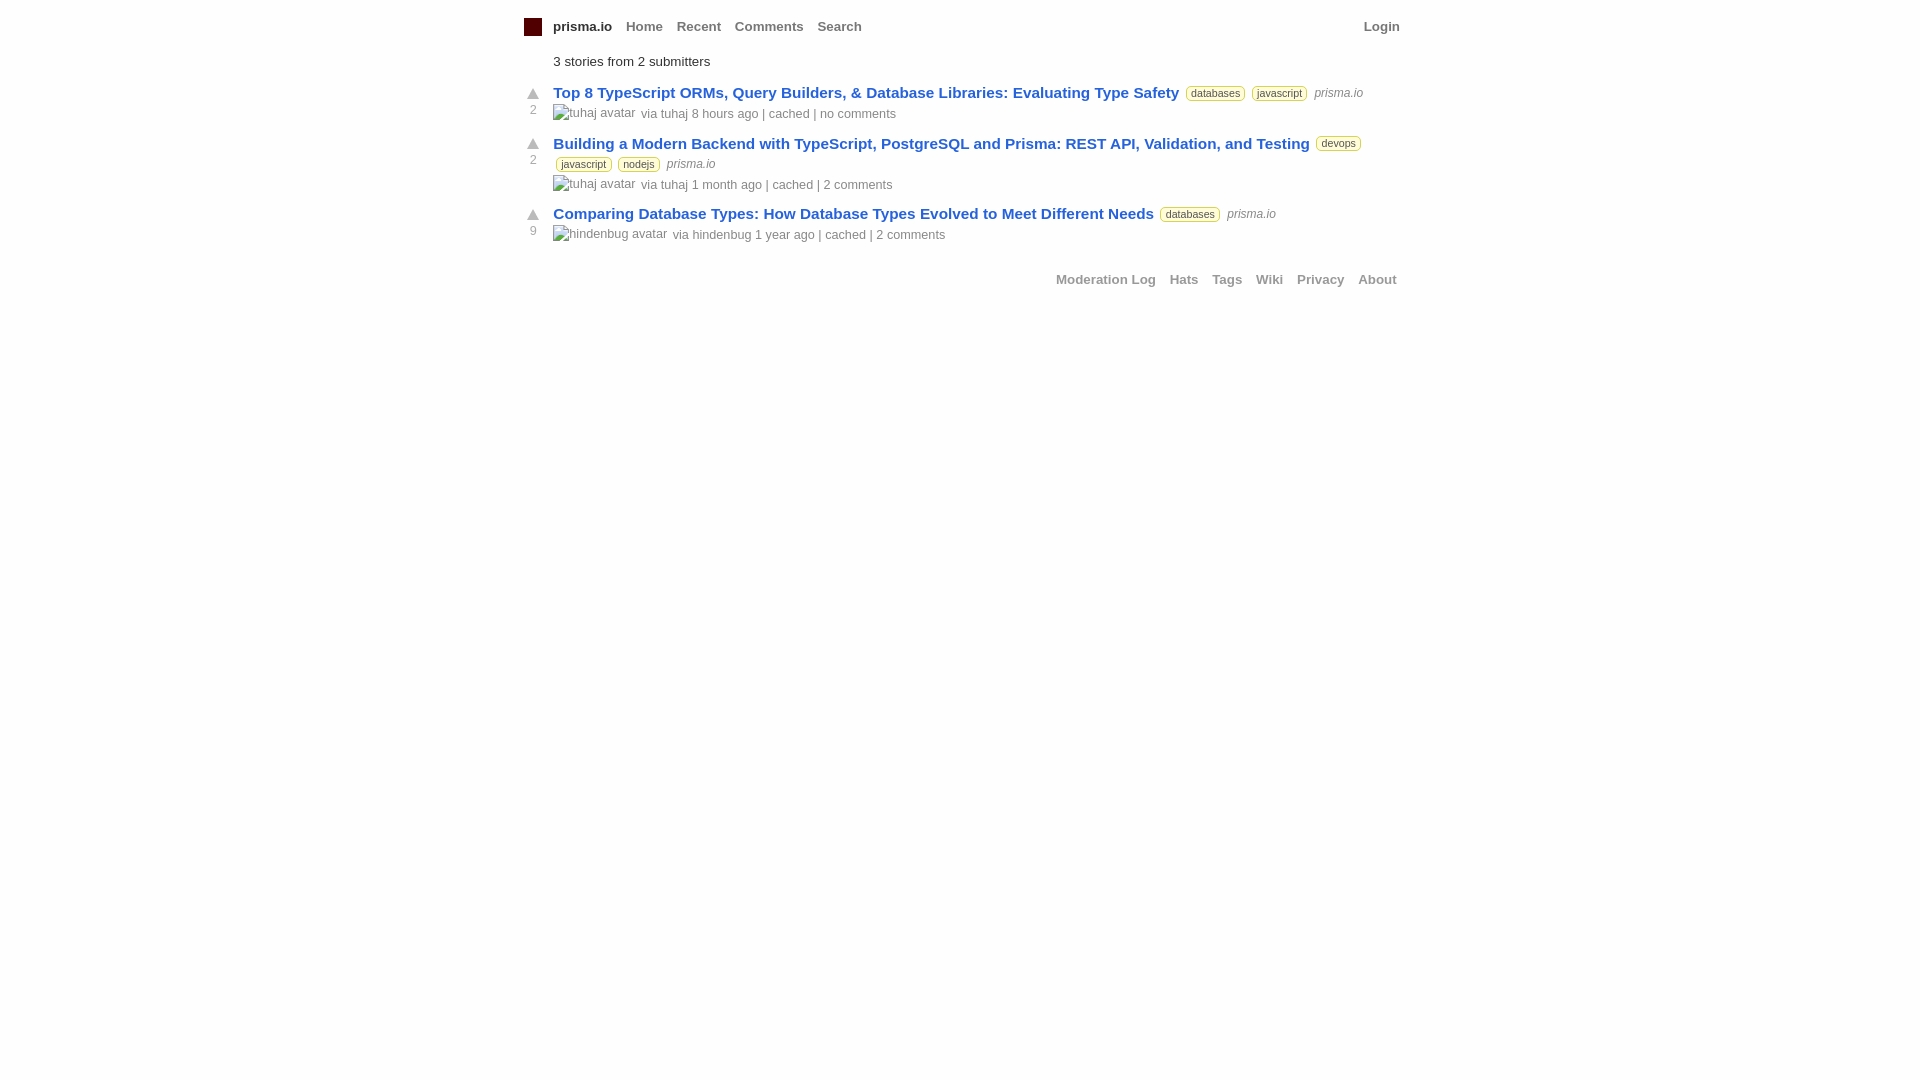 prisma.io Home Recent Comments Search Login
3 stories from 2 submitters
Top 8 TypeScript ORMs, Query Builders, & Database Libraries: Evaluating Type Safety databases javascript prisma.io
2
tuhaj avatar via tuhaj 8 hours ago | cached | no comments
Building a Modern Backend with TypeScript, PostgreSQL and Prisma: REST API, Validation, and Testing devops
2
javascript nodejs prisma.io
tuhaj avatar via tuhaj 1 month ago | cached | 2 comments
Comparing Database Types: How Database Types Evolved to Meet Different Needs databases prisma.io
9
hindenbug avatar via hindenbug 1 year ago | cached | 2 comments
Moderation Log Hats Tags Wiki Privacy About